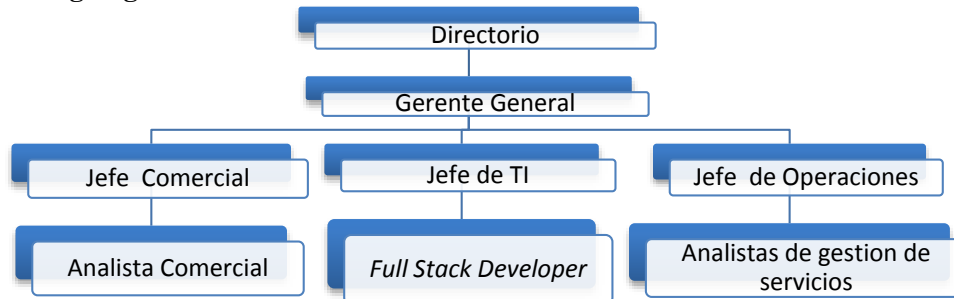 Directorio
Gerente General
Jefe Comercial
Jefe de TI
Jefe de Operaciones
Analista Comercial
Full Stack Developer
Analistas de gestion de
servicios